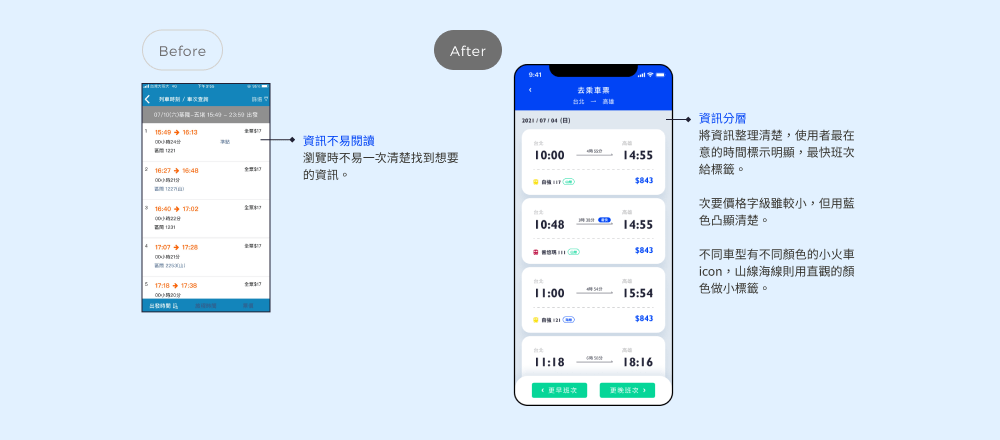 Before
After
下午3:52
列車時刻 / 車次查詢
篩選
07/10(六)基隆-五堵 15:49 ~ 23:59 出發
1 15:49 → 16:13 全票$17
00小時24分
區間 1221
2 16:27 → 16:48 全票$17
00小時21分
區間 1227(山)
3 16:40 → 17:02 全票$17
00小時22分
區間 1231
4 17:07 → 17:28 全票$17
00小時21分
5 17:18 → 17:38 全票$17
00小時20分
出發時間
資訊不易閱讀
瀏覽時不易一次清楚找到想要
的資訊。
9:41
去乘車票
台北 → 高雄
2021 / 07 / 04 (日)
台北 高雄
10:00 14:55
自強 117 $843
台北 高雄
10:48 14:55
普悠瑪 111 $843
台北 高雄
11:00 15:54
4時 54分
自強 121 $843
台北 高雄
11:18 18:16
更早班次
更晚班次
資訊分層
將資訊整理清楚，使用者最在
意的時間標示明顯，最快班次
給標籤。
次要價格字級雖較小，但用藍
色凸顯清楚。
不同車型有不同顏色的小火車
icon，山線海線則用直觀的顏
色做小標籤。